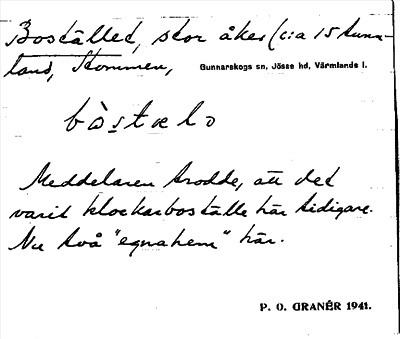 Bostället, stor åker (c:a 15 tunn-
land, Stommen, Gunnarskogs sn, Jösse hd, Värmlands l.
bòstælo
Meddelaren trodde, att det
varit klockarboställe här tidigare.
Nu två "egnahem" här.
P. O. GRANÉR 1941.